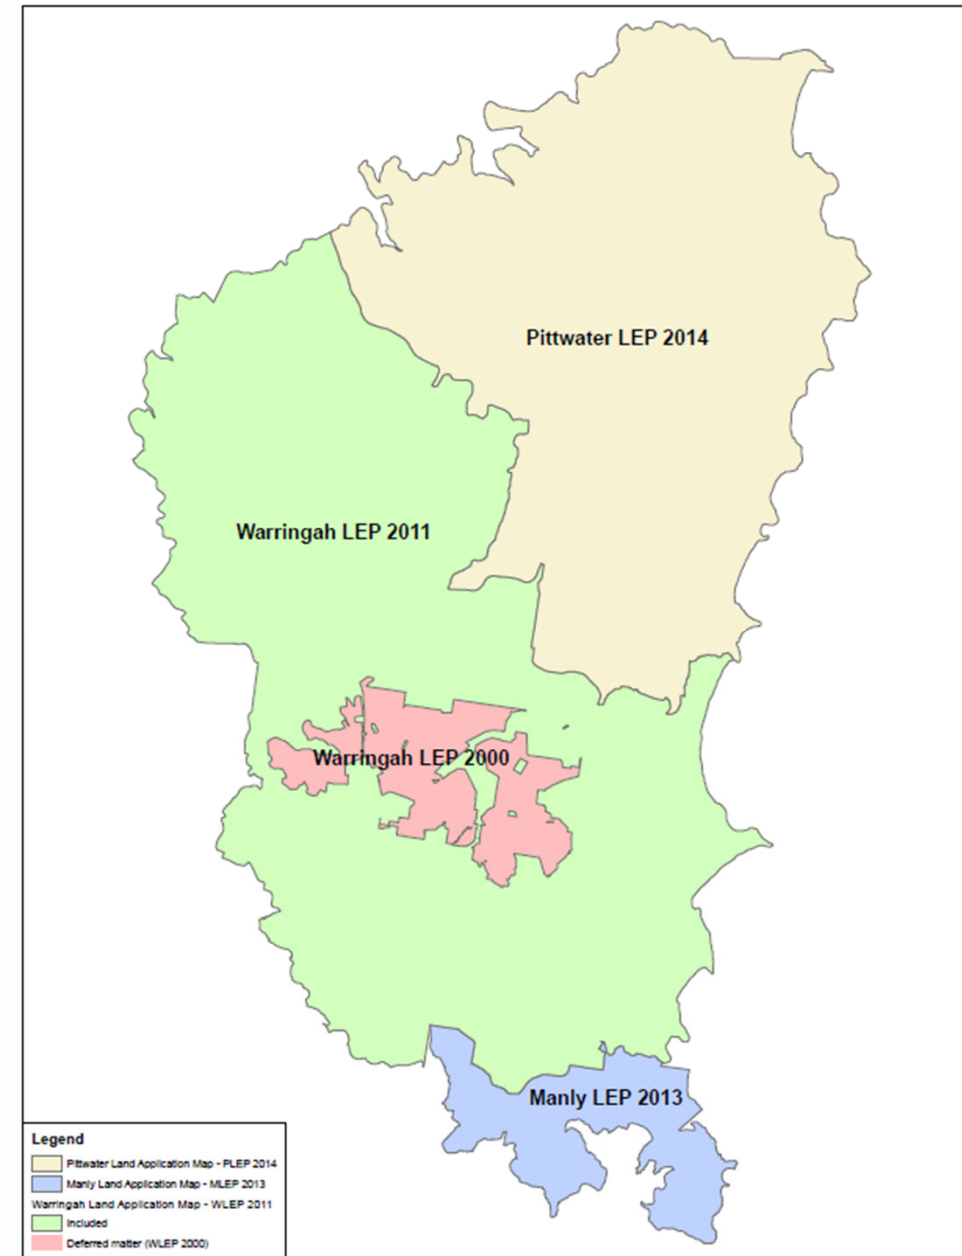 Pittwater LEP 2014
Warringah LEP 2011
Warringah LEP 2000
Manly LEP 2013
Legend
Pittwater Land Application Map - PLEP 2014
Manly Land Application Map - MLEP 2013
Warringah Land Application Map - WLEP 2011
Included
Deferred matter (WLEP 2000)